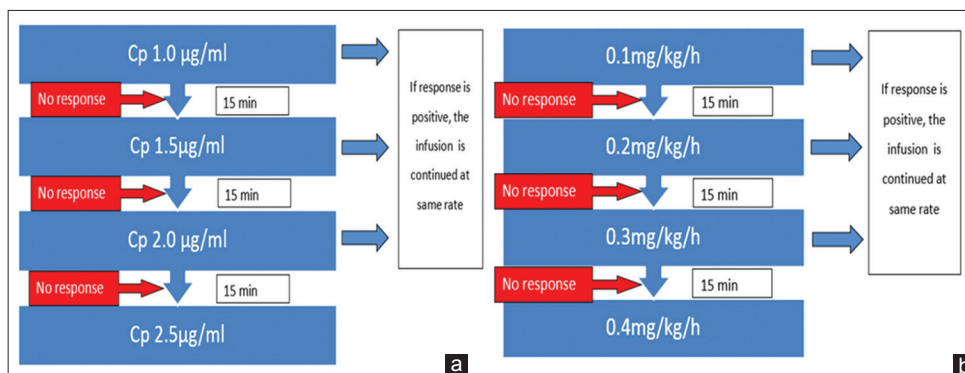 Cp 1.0 µg/ml
No response
15 min
Cp 1.5µg/ml
No response
15 min
Cp 2.0 µg/ml
No response
15 min
Cp 2.5µg/ml
If response is
positive, the
infusion is
continued at
same rate
a
0.1mg/kg/h
No response
15 min
0.2mg/kg/h
No response
15 min
0.3mg/kg/h
No response
15 min
0.4mg/kg/h
If response is
positive, the
infusion is
continued at
same rate
b